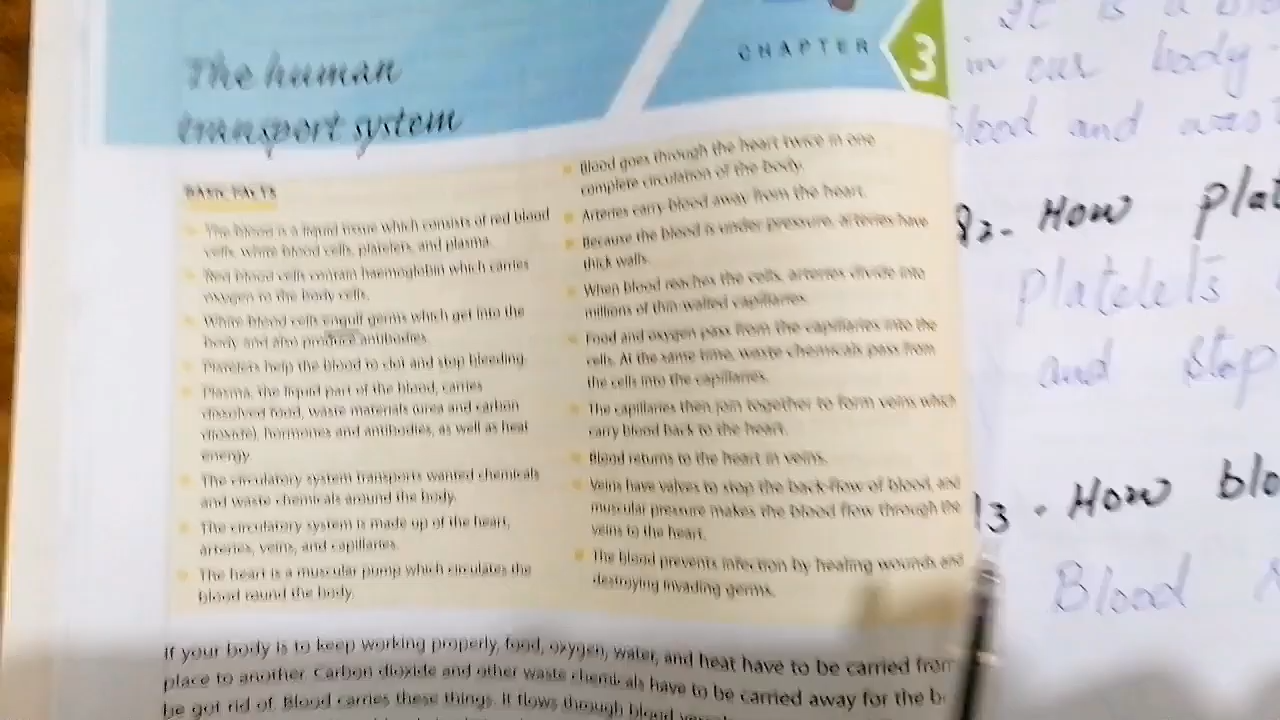 The human
transport system
CHAPTER 3
BASIC FACTS
The blood is a liquid tissue which consists of red blood
cells, white blood cells, platelets, and plasma.
Red blood cells contain haemoglobin which carries
oxygen to the body cells.
White blood cells engulf germs which get into the
body and also produce antibodies.
Platelets help the blood to clot and stop bleeding.
Plasma, the liquid part of the blood, carries
dissolved food, waste materials (urea and carbon
dioxide), hormones and antibodies, as well as heat
energy.
The circulatory system transports wanted chemicals
and waste chemicals around the body.
The circulatory system is made up of the heart,
arteries, veins, and capillaries.
The heart is a muscular pump which circulates the
blood round the body.
Blood goes through the heart twice in one
complete circulation of the body.
Arteries carry blood away from the heart.
Because the blood is under pressure, arteries have
thick walls.
When blood reaches the cells, arteries divide into
millions of thin-walled capillaries.
Food and oxygen pass from the capillaries into the
cells. At the same time, waste chemicals pass from
the cells into the capillaries.
The capillaries then join together to form veins which
carry blood back to the heart.
Blood returns to the heart in veins.
Veins have valves to stop the back-flow of blood, and
muscular pressure makes the blood flow through the
veins to the heart.
The blood prevents infection by healing wounds and
destroying invading germs.
If your body is to keep working properly, food, oxygen, water, and heat have to be carried from
place to another. Carbon dioxide and other waste chemicals have to be carried away for the
be got rid of. Blood carries these things. It flows through blood
It is a
in our body
blood and
2- How
Platelets
and stop
3 - How
Blood